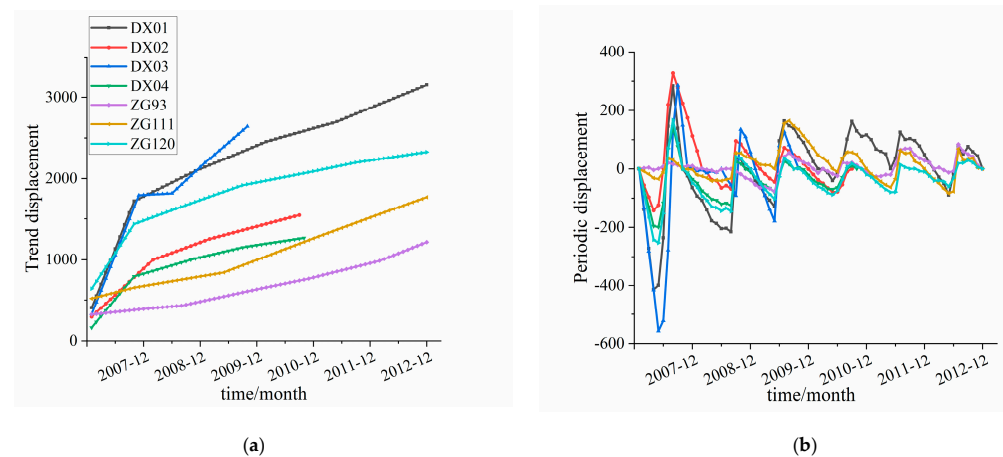 DX01
DX02
DX03
DX04
ZG93
ZG111
ZG120
Trend displacement
3000
2000
1000
0
2007-12
2008-12
2009-12
2010-12
2011-12
2012-12
time/month
(a)
Periodic displacement
400
200
0
-200
-400
-600
2007-12
2008-12
2009-12
2010-12
2011-12
2012-12
time/month
(b)